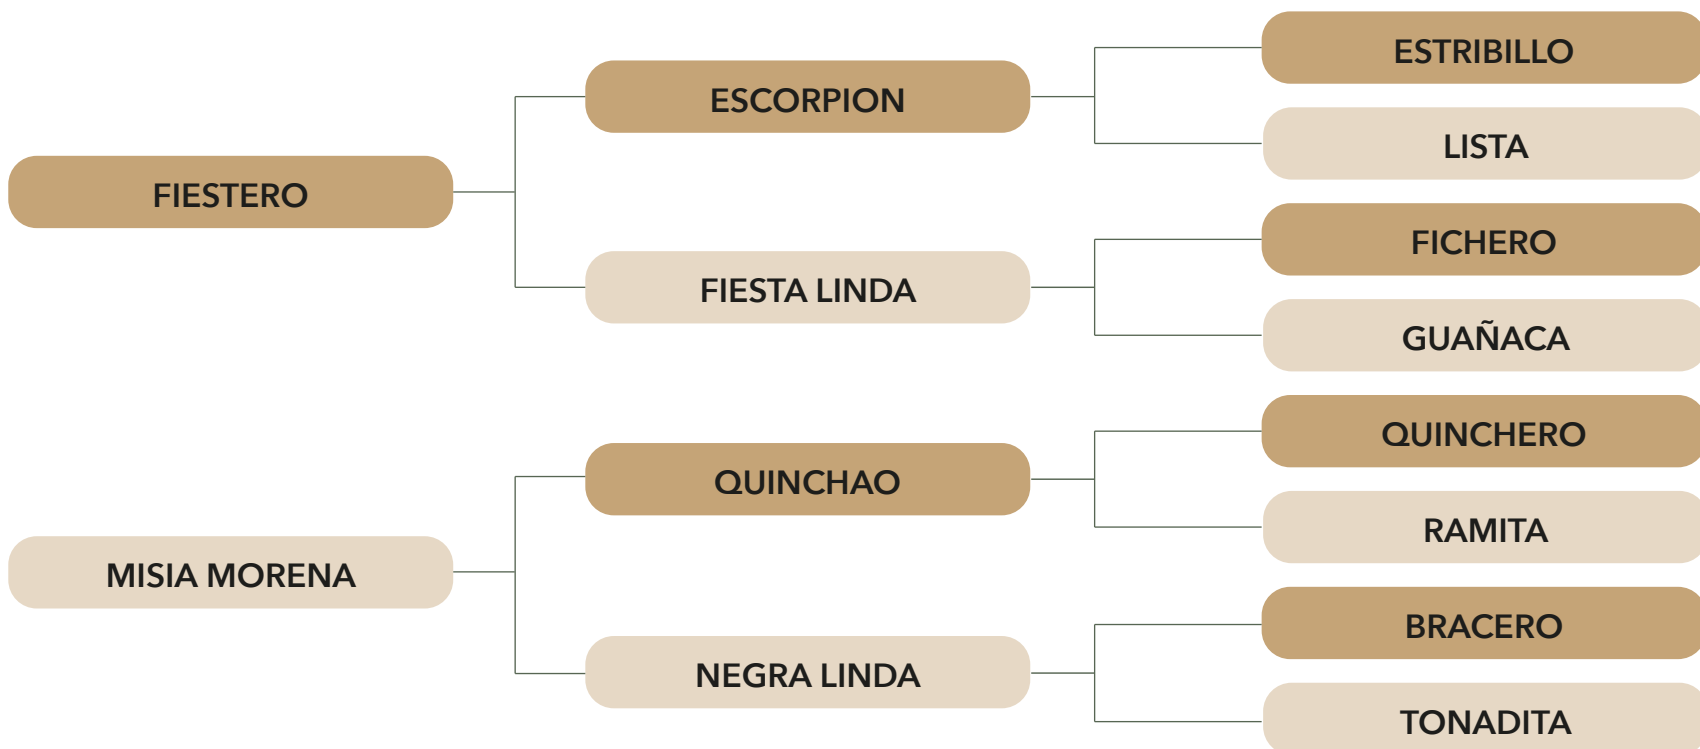 ESTRIBILLO
ESCORPION
LISTA
FIESTERO
FICHERO
FIESTA LINDA
GUAÑACA
QUINCHERO
QUINCHAO
RAMITA
MISIA MORENA
BRACERO
NEGRA LINDA
TONADITA